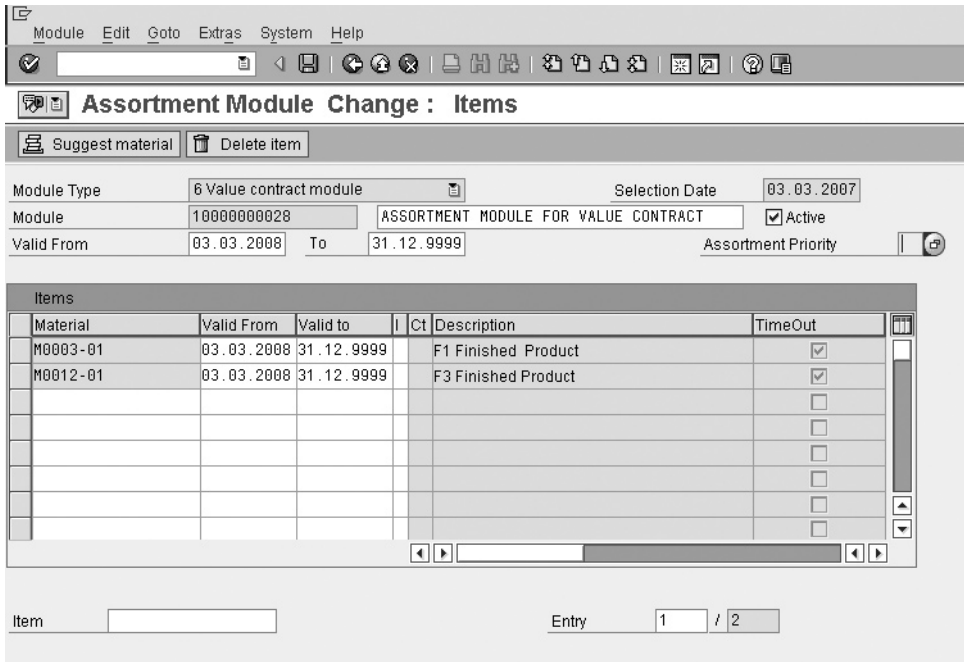 Module Edit Goto Extras System Help
Assortment Module Change : Items
Suggest material Delete item
Module Type 6 Value contract module Selection Date 03.03.2007
Module 10000000028 ASSORTMENT MODULE FOR VALUE CONTRACT Active
Valid From 03.03.2008 To 31.12.9999 Assortment Priority
Items
Material Valid From Valid to I Ct Description TimeOut
M0003-01 03.03.2008 31.12.9999 F1 Finished Product
M0012-01 03.03.2008 31.12.9999 F3 Finished Product
Item Entry 1 / 2